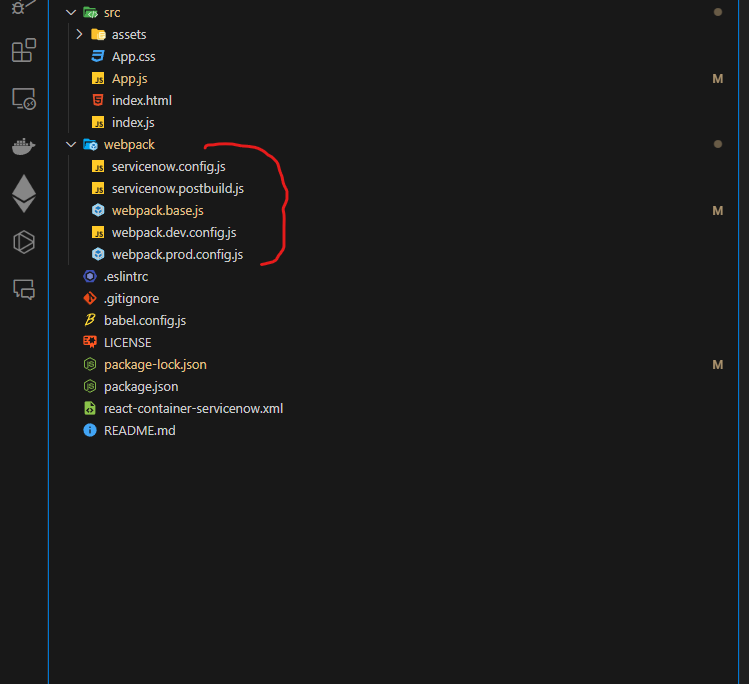 src
assets
App.css
App.js M
index.html
index.js
webpack
servicenow.config.js
servicenow.postbuild.js
webpack.base.js M
webpack.dev.config.js
webpack.prod.config.js
.eslintrc
.gitignore
babel.config.js
LICENSE
package-lock.json M
package.json
react-container-servicenow.xml
README.md